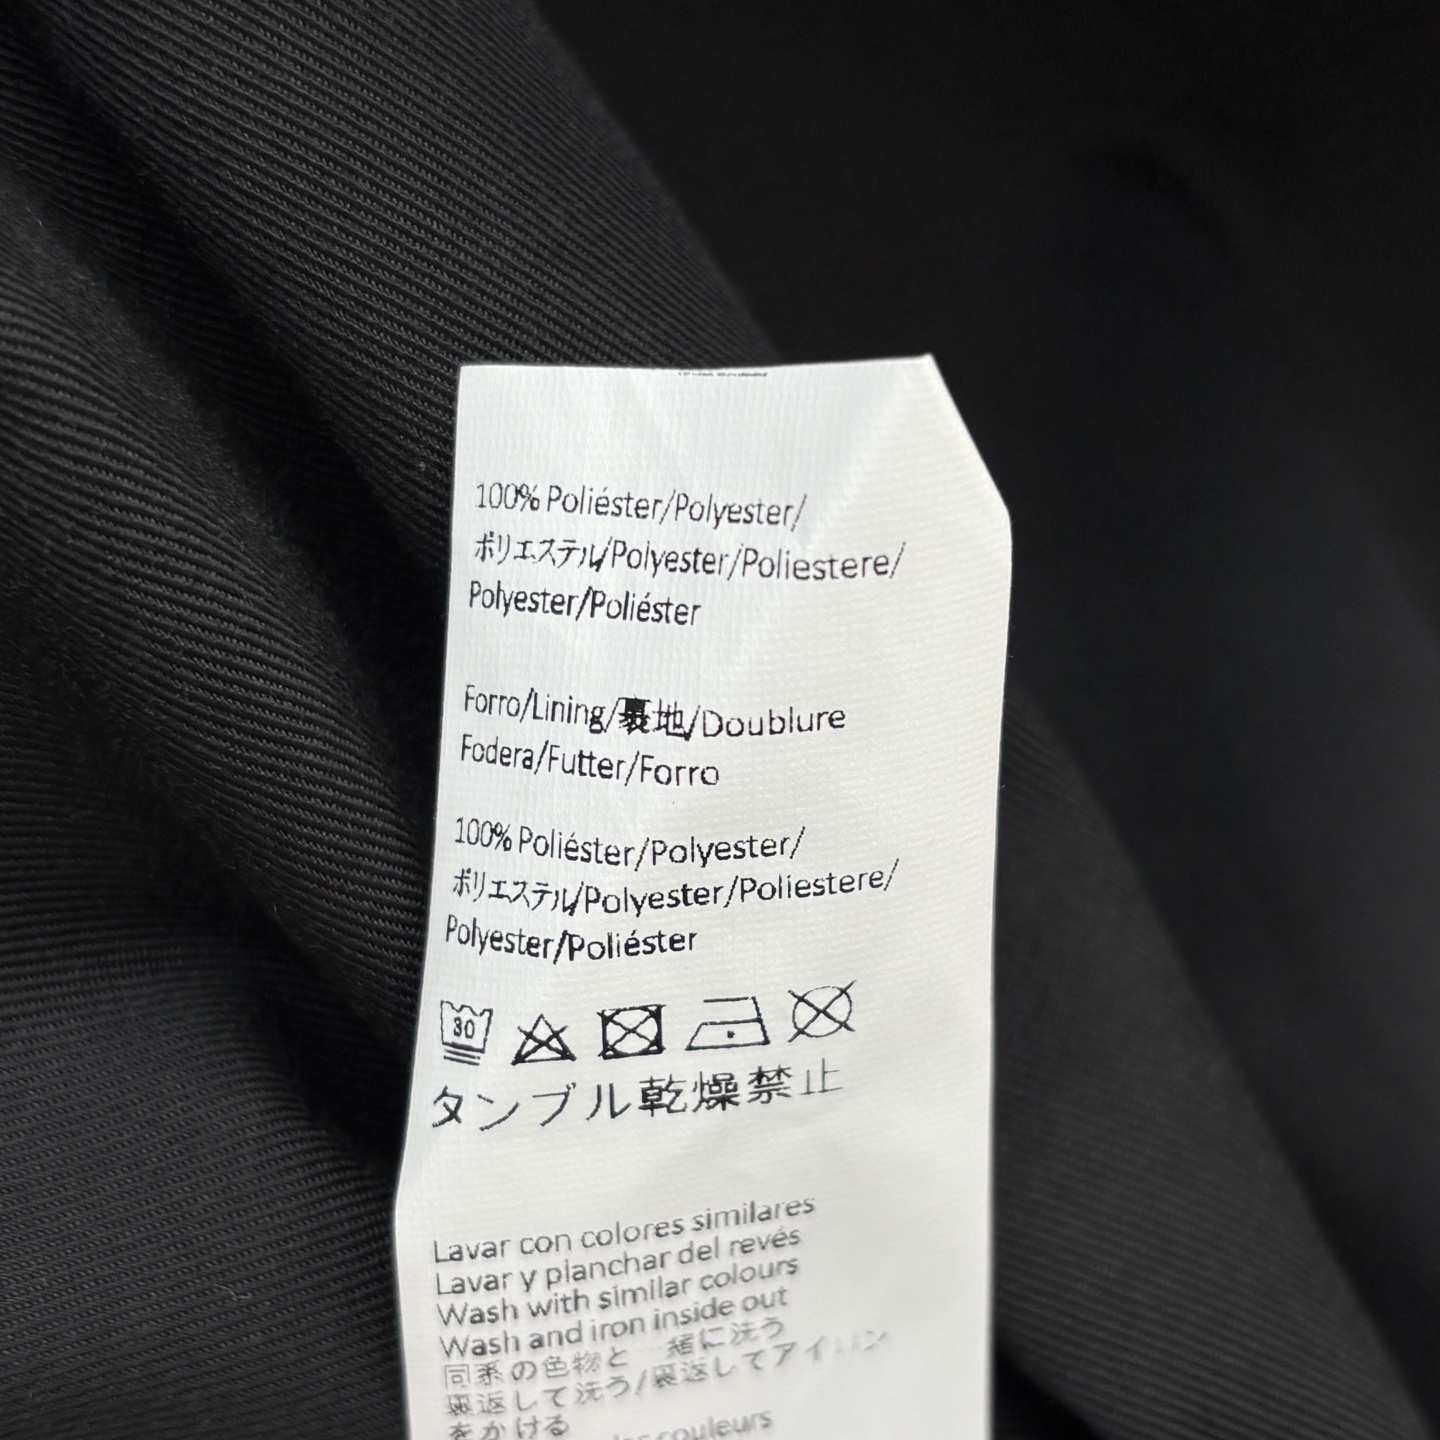 100% Poliéster/Polyester/
ポリエステル/Polyester/Poliestere/
Polyester/Poliéster
Forro/Lining/裏地/Doublure
Fodera/Futter/Forro
100% Poliéster/Polyester/
ポリエステル/Polyester/Poliestere/
Polyester/Poliéster
30
タンブル乾燥禁止
Lavar con colores similares
Lavar y planchar del revés
Wash with similar colours
Wash and iron inside out
同系の色物と一緒に洗う
裏返して洗う/裏返してアイロン
をかける
couleurs